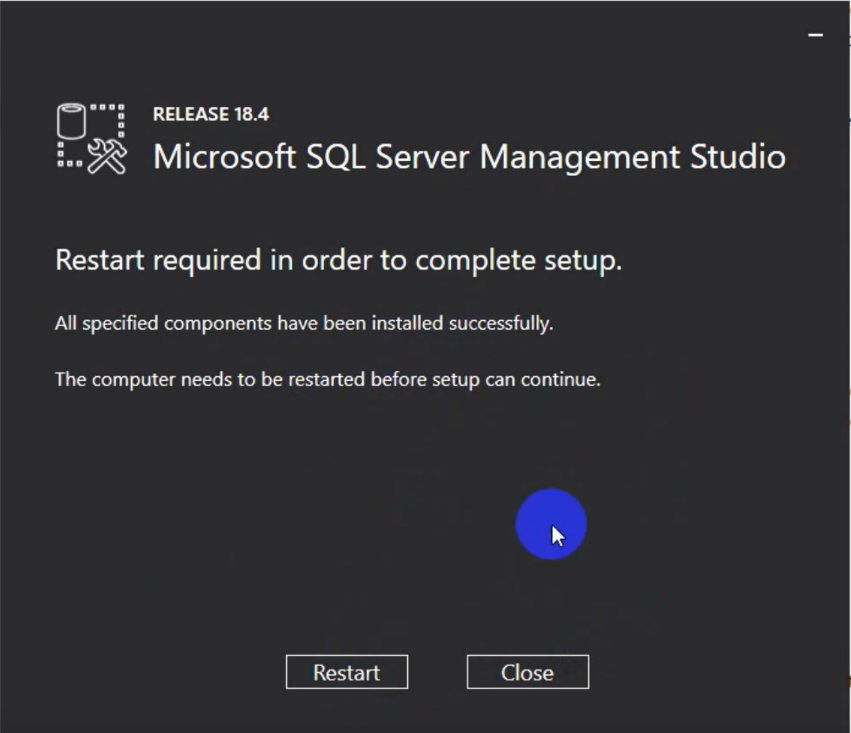 RELEASE 18.4
Microsoft SQL Server Management Studio
Restart required in order to complete setup.
All specified components have been installed successfully.
The computer needs to be restarted before setup can continue.
Restart
Close